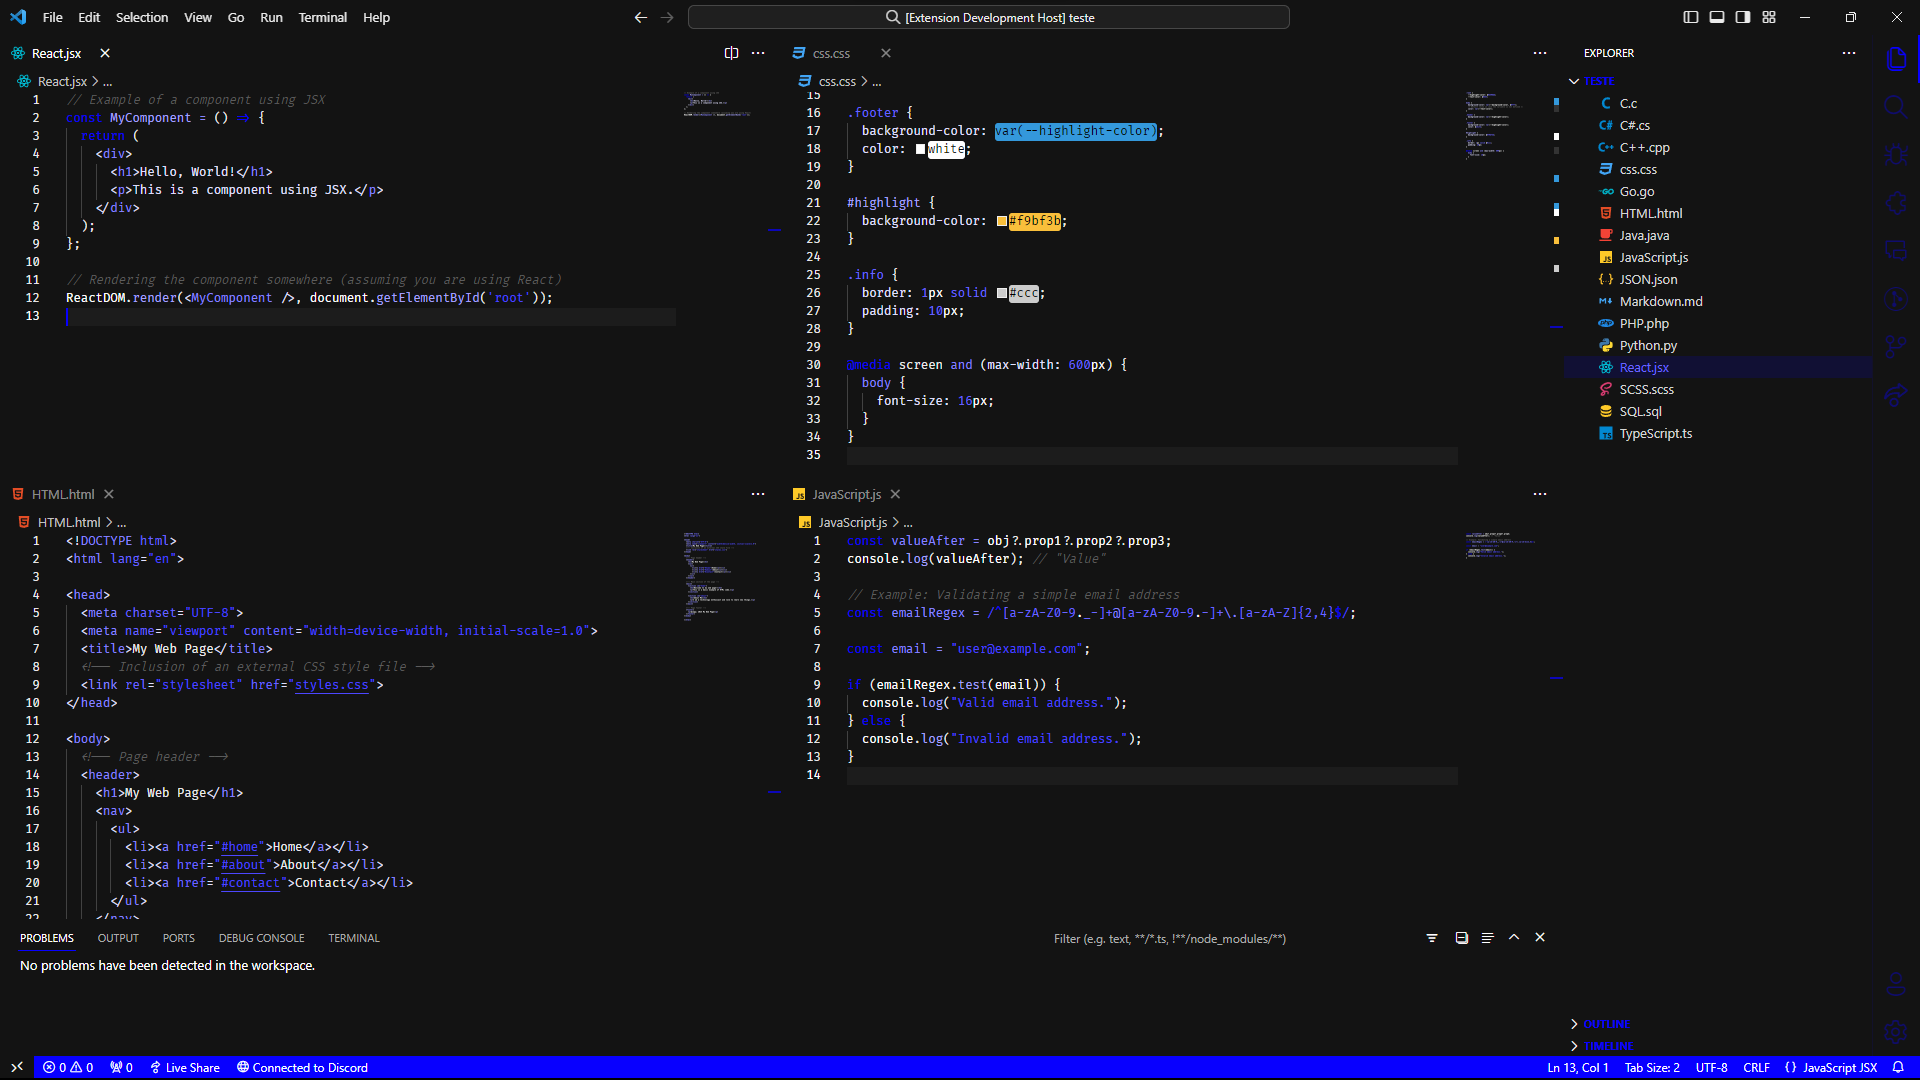 File Edit Selection View Go Run Terminal Help
[Extension Development Host] teste
React.jsx
React.jsx > ...
1 // Example of a component using JSX
2 const MyComponent = () => {
3 return (
4 <div>
5 <h1>Hello, World!</h1>
6 <p>This is a component using JSX.</p>
7 </div>
8 );
9 };
10
11 // Rendering the component somewhere (assuming you are using React)
12 ReactDOM.render(<MyComponent />, document.getElementById('root'));
13
css.css
css.css > ...
15
16 .footer {
17 background-color: var(--highlight-color);
18 color: white;
19 }
20
21 #highlight {
22 background-color: #f9bf3b;
23 }
24
25 .info {
26 border: 1px solid #ccc;
27 padding: 10px;
28 }
29
30 @media screen and (max-width: 600px) {
31 body {
32 font-size: 16px;
33 }
34 }
35
HTML.html
HTML.html > ...
1 <!DOCTYPE html>
2 <html lang="en">
3
4 <head>
5 <meta charset="UTF-8">
6 <meta name="viewport" content="width=device-width, initial-scale=1.0">
7 <title>My Web Page</title>
8 <!-- Inclusion of an external CSS style file -->
9 <link rel="stylesheet" href="styles.css">
10 </head>
11
12 <body>
13 <!-- Page header -->
14 <header>
15 <h1>My Web Page</h1>
16 <nav>
17 <ul>
18 <li><a href="#home">Home</a></li>
19 <li><a href="#about">About</a></li>
20 <li><a href="#contact">Contact</a></li>
21 </ul>
22 </nav>
JavaScript.js
JavaScript.js > ...
1 const valueAfter = obj?.prop1?.prop2?.prop3;
2 console.log(valueAfter); // "Value"
3
4 // Example: Validating a simple email address
5 const emailRegex = /^[a-zA-Z0-9._-]+@[a-zA-Z0-9.-]+\.[a-zA-Z]{2,4}$/;
6
7 const email = "user@example.com";
8
9 if (emailRegex.test(email)) {
10 console.log("Valid email address.");
11 } else {
12 console.log("Invalid email address.");
13 }
14
EXPLORER
TESTE
C.c
C#.cs
C++.cpp
css.css
Go.go
HTML.html
Java.java
JavaScript.js
JSON.json
Markdown.md
PHP.php
Python.py
React.jsx
SCSS.scss
SQL.sql
TypeScript.ts
OUTLINE
TIMELINE
PROBLEMS OUTPUT PORTS DEBUG CONSOLE TERMINAL
Filter (e.g. text, **/*.ts, !**/node_modules/**)
No problems have been detected in the workspace.
0 0 0 Live Share Connected to Discord
Ln 13, Col 1 Tab Size: 2 UTF-8 CRLF {} JavaScript JSX